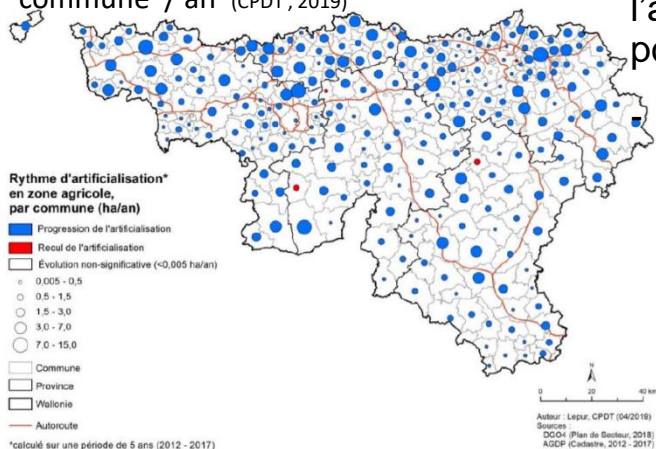 commune / an (CPDT, 2019)
l'a
po
-
Rythme d'artificialisation*
en zone agricole,
par commune (ha/an)
Progression de l'artificialisation
Recul de l'artificialisation
Évolution non-significative (<0,005 ha/an)
0,005 - 0,5
0,5 - 1,5
1,5 - 3,0
3,0 - 7,0
7,0 - 15,0
Commune
Province
Wallonie
Autoroute
*calculé sur une période de 5 ans (2012 - 2017)
N
0 20 40
km
Auteur : Lepur, CPDT (04/2019)
Sources :
DGO4 (Plan de Secteur, 2018)
AGDP (Cadastre, 2012 - 2017)